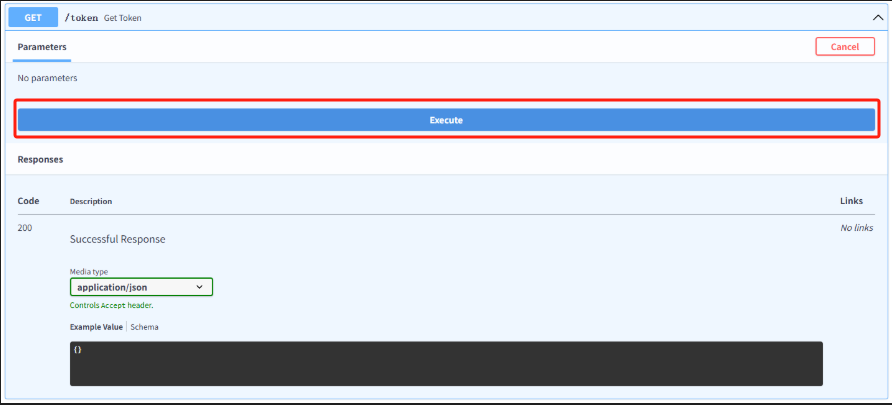 GET /token Get Token
Parameters Cancel
No parameters
Execute
Responses
Code Description Links
200 Successful Response No links
Media type
application/json
Controls Accept header.
Example Value Schema
{}